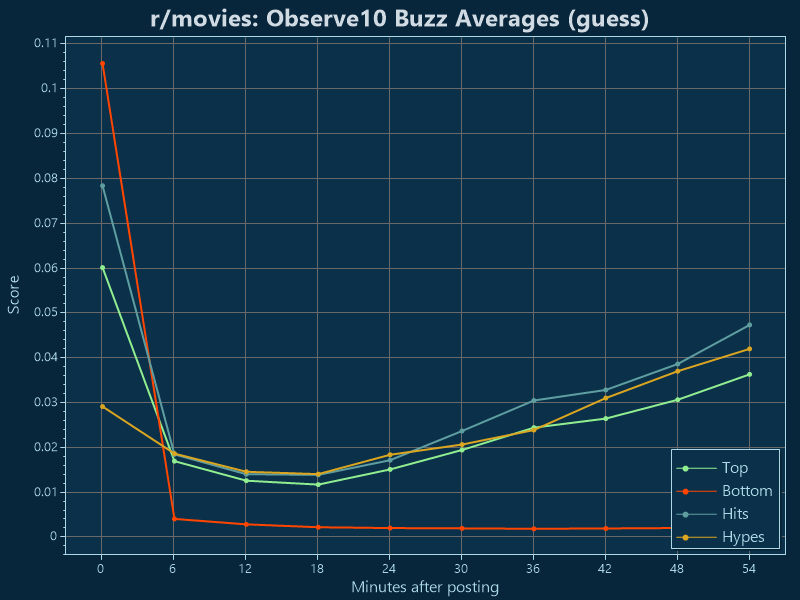 r/movies: Observe10 Buzz Averages (guess)
0.11
0.1
0.09
0.08
0.07
0.06
0.05
0.04
0.03
0.02
0.01
0
Score
Top
Bottom
Hits
Hypes
0 6 12 18 24 30 36 42 48 54
Minutes after posting